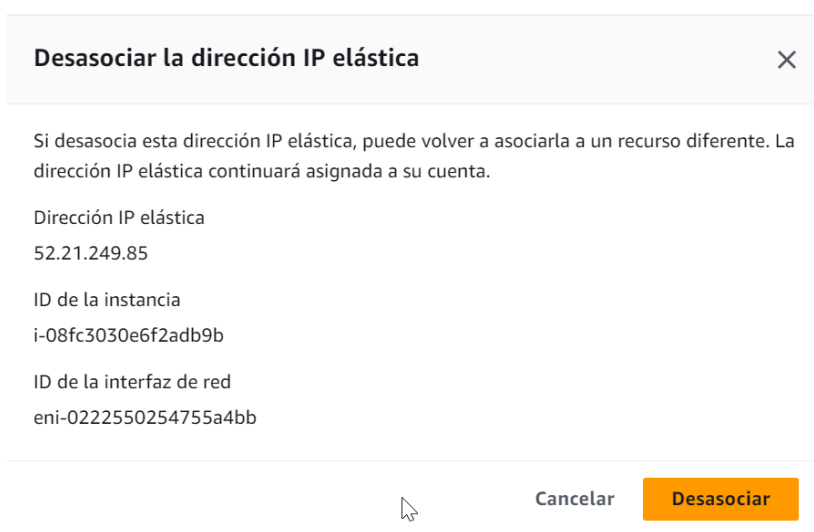 Desasociar la dirección IP elástica
Si desasocia esta dirección IP elástica, puede volver a asociarla a un recurso diferente. La
dirección IP elástica continuará asignada a su cuenta.
Dirección IP elástica
52.21.249.85
ID de la instancia
i-08fc3030e6f2adb9b
ID de la interfaz de red
eni-0222550254755a4bb
Cancelar Desasociar